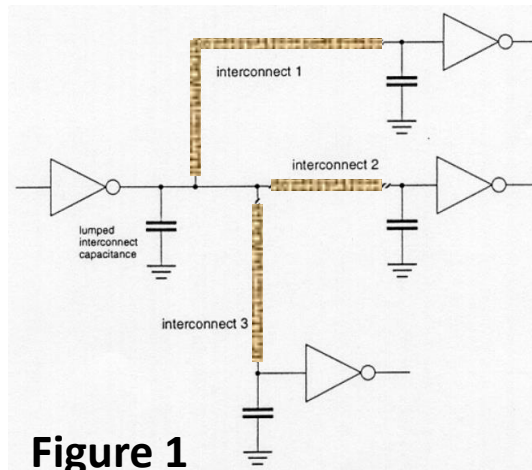 interconnect 1
interconnect 2
lumped
interconnect
capacitance
interconnect 3
Figure 1